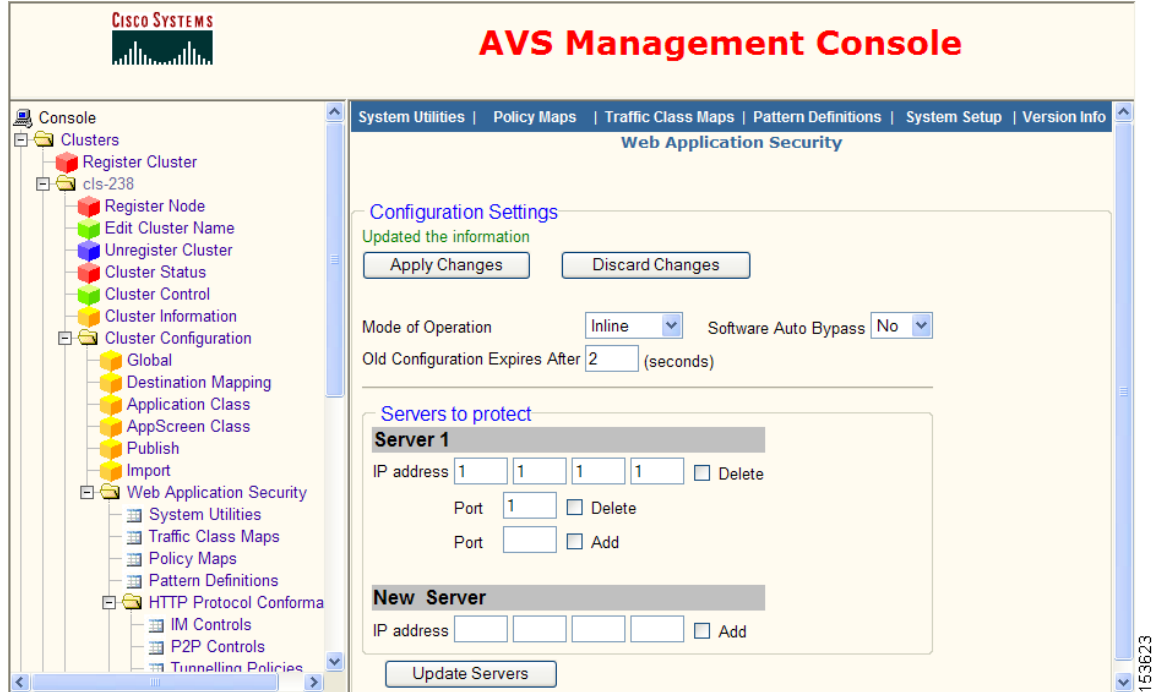 CISCO SYSTEMS
AVS Management Console
Console
Clusters
Register Cluster
cls-238
Register Node
Edit Cluster Name
Unregister Cluster
Cluster Status
Cluster Control
Cluster Information
Cluster Configuration
Global
Destination Mapping
Application Class
AppScreen Class
Publish
Import
Web Application Security
System Utilities
Traffic Class Maps
Policy Maps
Pattern Definitions
HTTP Protocol Conforma
IM Controls
P2P Controls
Tunnelling Policies
System Utilities | Policy Maps | Traffic Class Maps | Pattern Definitions | System Setup | Version Info
Web Application Security
Configuration Settings
Updated the information
Apply Changes Discard Changes
Mode of Operation Inline Software Auto Bypass No
Old Configuration Expires After 2 (seconds)
Servers to protect
Server 1
IP address 1 1 1 1 Delete
Port 1 Delete
Port Add
New Server
IP address Add
Update Servers
153623